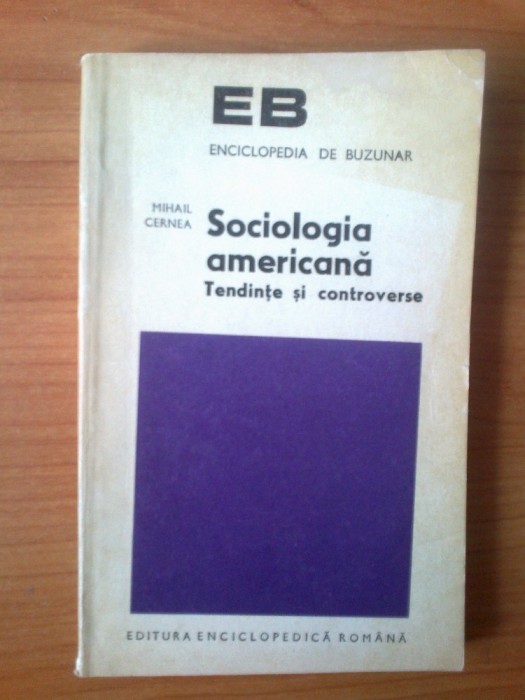 EB
ENCICLOPEDIA DE BUZUNAR
MIHAIL
CERNEA
Sociologia
americană
Tendințe și controverse
EDITURA ENCICLOPEDICĂ ROMÂNĂ